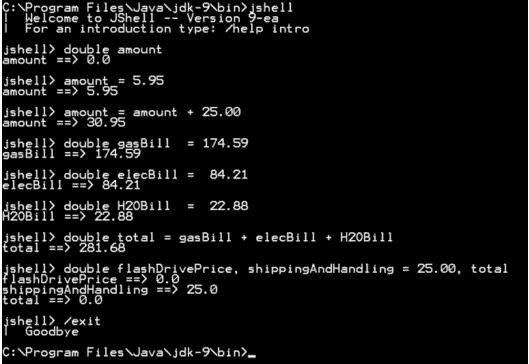 C:\Program Files\Java\jdk-9\bin>jshell
|  Welcome to JShell -- Version 9-ea
|  For an introduction type: /help intro
jshell> double amount
amount ==> 0.0
jshell> amount = 5.95
amount ==> 5.95
jshell> amount = amount + 25.00
amount ==> 30.95
jshell> double gasBill  = 174.59
gasBill ==> 174.59
jshell> double elecBill =  84.21
elecBill ==> 84.21
jshell> double H2OBill  =  22.88
H2OBill ==> 22.88
jshell> double total = gasBill + elecBill + H2OBill
total ==> 281.68
jshell> double flashDrivePrice, shippingAndHandling = 25.00, total
flashDrivePrice ==> 0.0
shippingAndHandling ==> 25.0
total ==> 0.0
jshell> /exit
|  Goodbye
C:\Program Files\Java\jdk-9\bin>_